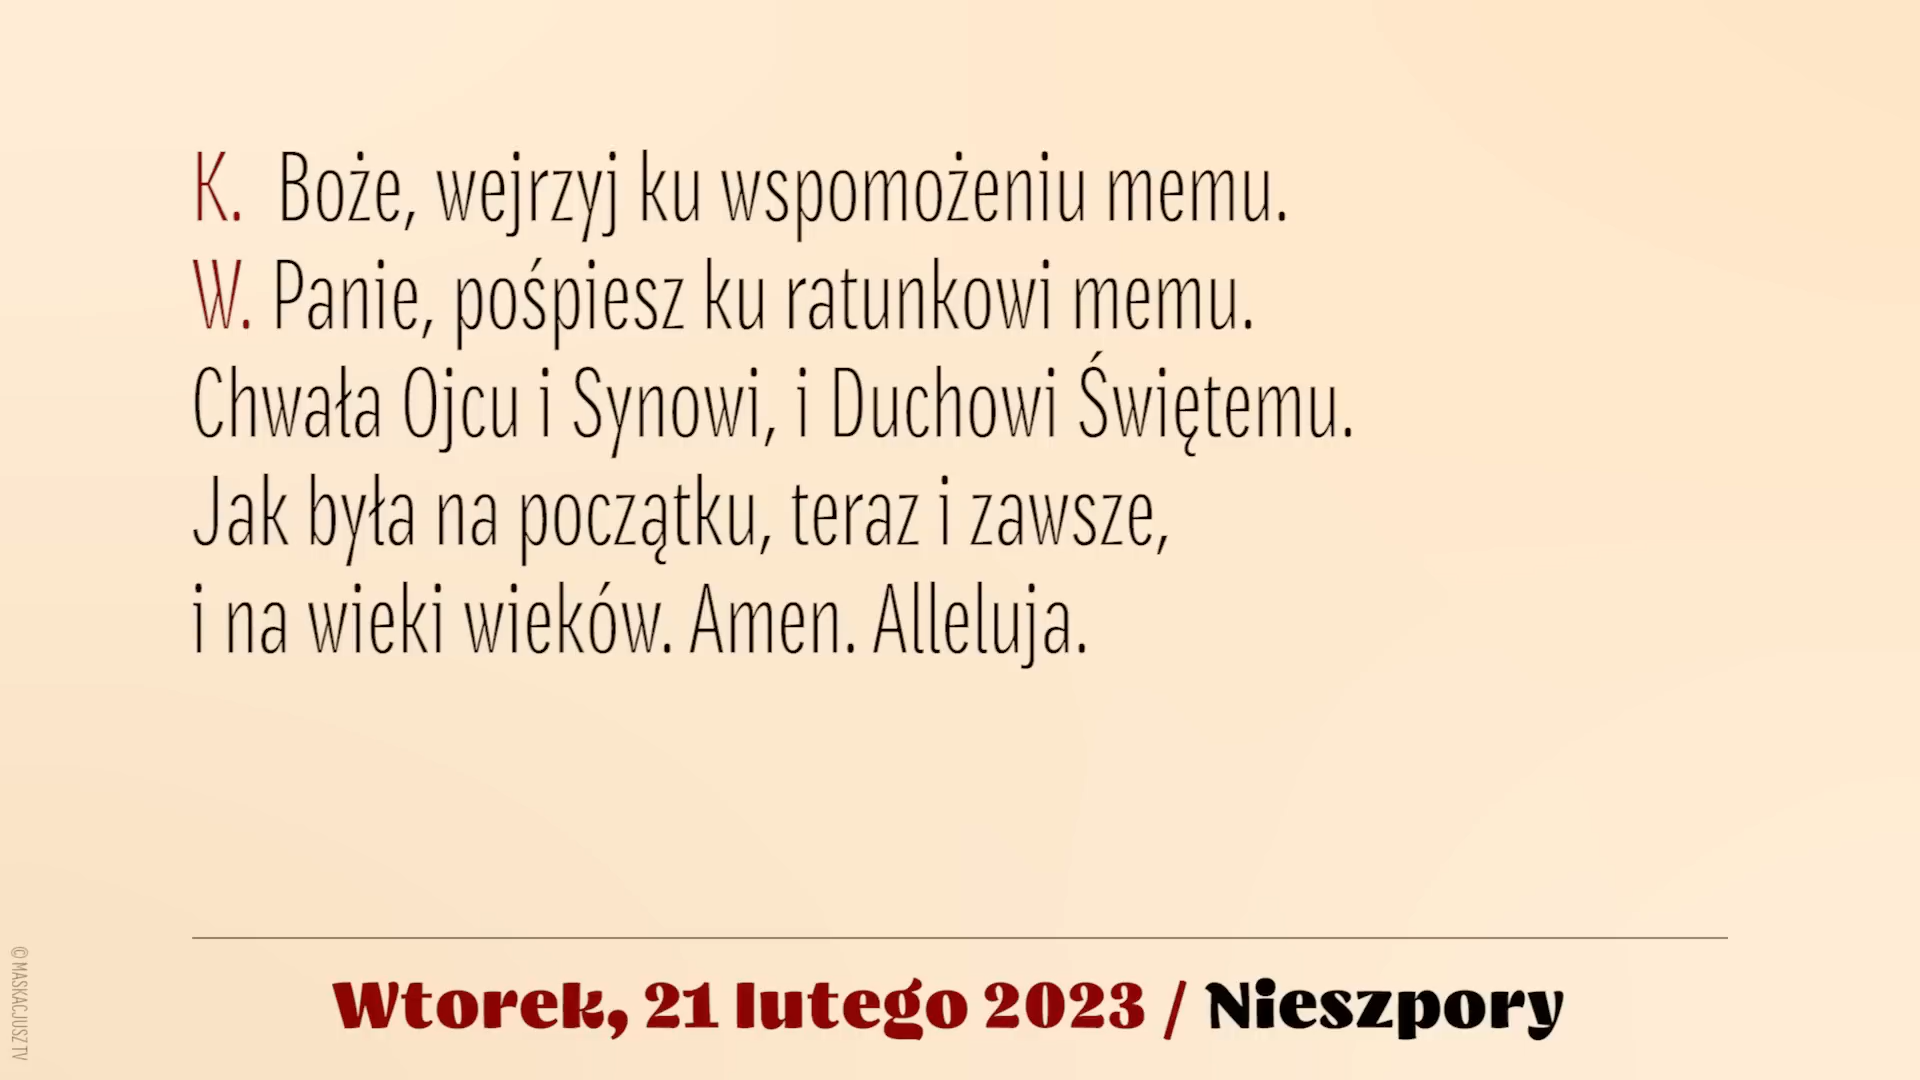 K. Boże, wejrzyj ku wspomożeniu memu.
W. Panie, pośpiesz ku ratunkowi memu.
Chwała Ojcu i Synowi, i Duchowi Świętemu.
Jak była na początku, teraz i zawsze,
i na wieki wieków. Amen. Alleluja.
Wtorek, 21 lutego 2023 / Nieszpory
© MASKACJUSZ TV